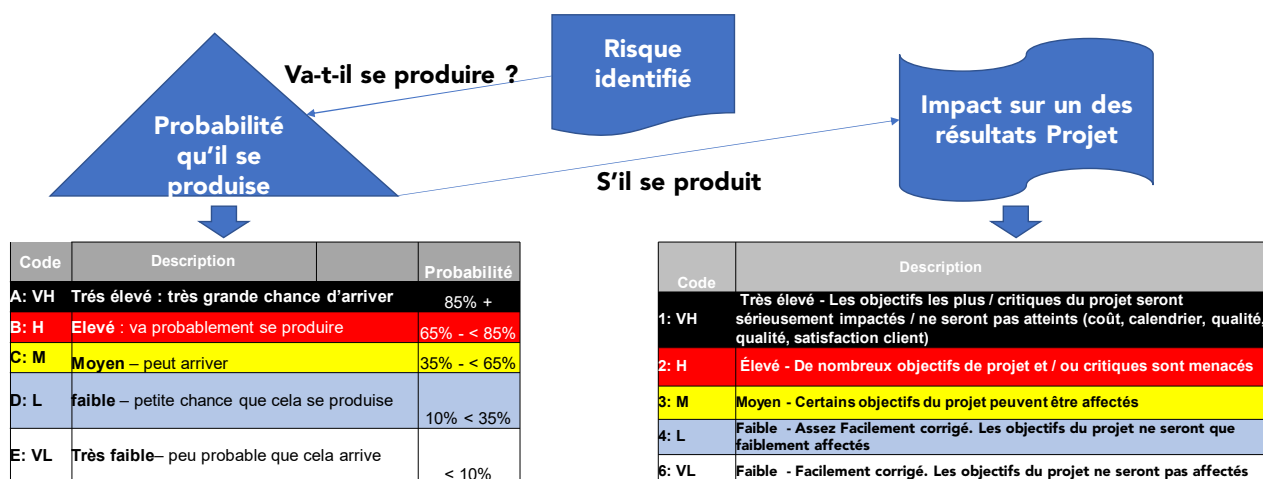 Risque
identifié
Va-t-il se produire ?
Probabilité
qu'il se
produise
Impact sur un des
résultats Projet
S'il se produit
Code Description Probabilité
A: VH Trés élevé : très grande chance d'arriver 85% +
B: H Elevé : va probablement se produire 65% - < 85%
C: M Moyen – peut arriver 35% - < 65%
D: L faible – petite chance que cela se produise 10% < 35%
E: VL Très faible– peu probable que cela arrive < 10%
Code Description
1: VH Très élevé - Les objectifs les plus / critiques du projet seront
sérieusement impactés / ne seront pas atteints (coût, calendrier, qualité,
qualité, satisfaction client)
2: H Élevé - De nombreux objectifs de projet et / ou critiques sont menacés
3: M Moyen - Certains objectifs du projet peuvent être affectés
4: L Faible - Assez Facilement corrigé. Les objectifs du projet ne seront que
faiblement affectés
6: VL Faible - Facilement corrigé. Les objectifs du projet ne seront pas affectés